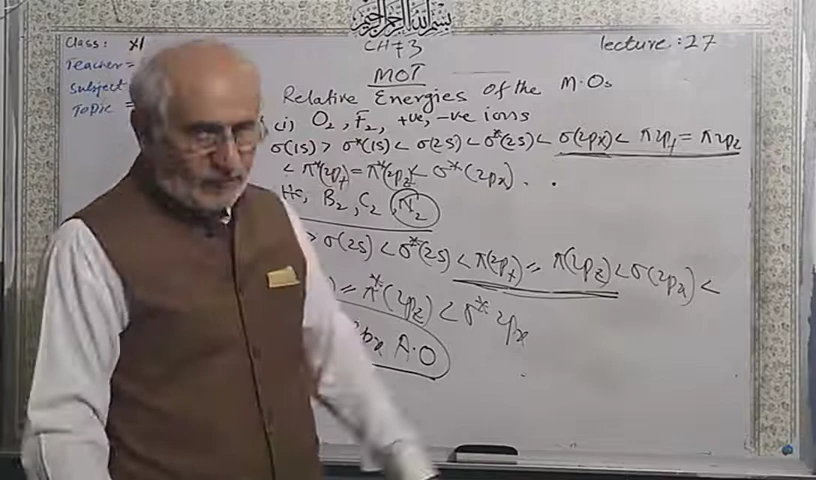 بسم الله الرحمن الرحيم
Class: XI
CH # 3
lecture: 27
Teacher =
Subject
Topic =
MOT
Relative Energies of the M.Os
(i) O₂, F₂, +ve, -ve ions
σ(1s) > σ*(1s) < σ(2s) < σ*(2s) < σ(2px) < π2py = π2pz
< π*(2py) = π*(2pz) < σ*(2px).
B₂, C₂, N₂
> σ(2s) < σ*(2s) < π(2py) = π(2pz) < σ(2px) <
) = π*(2pz) < σ*2px
A.O